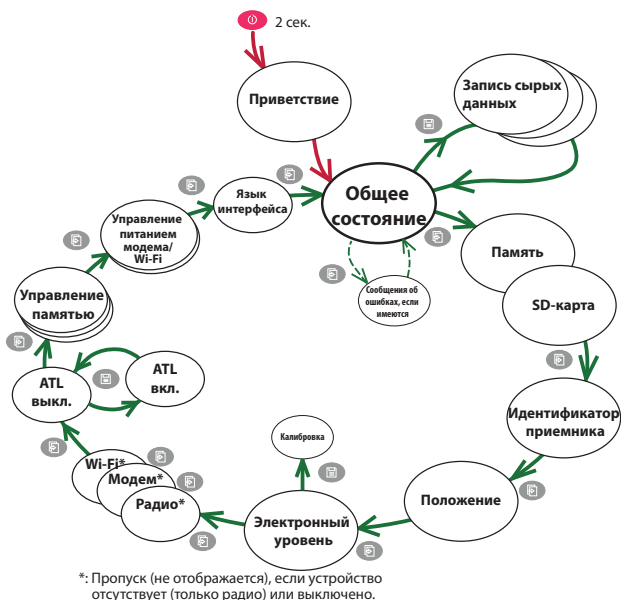 2 сек.
Приветствие
Запись сырых
данных
Общее
состояние
Язык
интерфейса
Управление
питанием
модема/
Wi-Fi
Управление
памятью
Память
SD-карта
Сообщения об
ошибках, если
имеются
ATL
выкл.
ATL
вкл.
Идентификатор
приемника
Калибровка
Wi-Fi*
Модем*
Радио*
Электронный
уровень
Положение
*: Пропуск (не отображается), если устройство
отсутствует (только радио) или выключено.